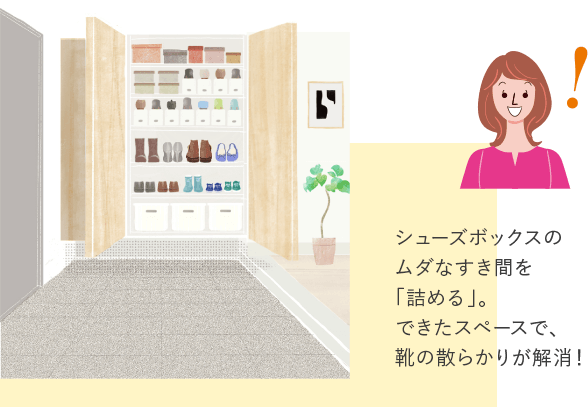 シューズボックスの
ムダなすき間を
「詰める」。
できたスペースで、
靴の散らかりが解消！